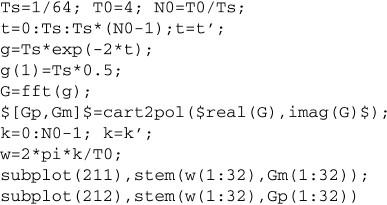 Ts=1/64; T0=4; N0=T0/Ts;
t=0:Ts:Ts*(N0-1);t=t’;
g=Ts*exp(-2*t);
g(1)=Ts*0.5;
G=fft(g);
$[Gp,Gm]$=cart2pol($real(G),imag(G)$);
k=0:N0-1; k=k’;
w=2*pi*k/T0;
subplot(211),stem(w(1:32),Gm(1:32));
subplot(212),stem(w(1:32),Gp(1:32))